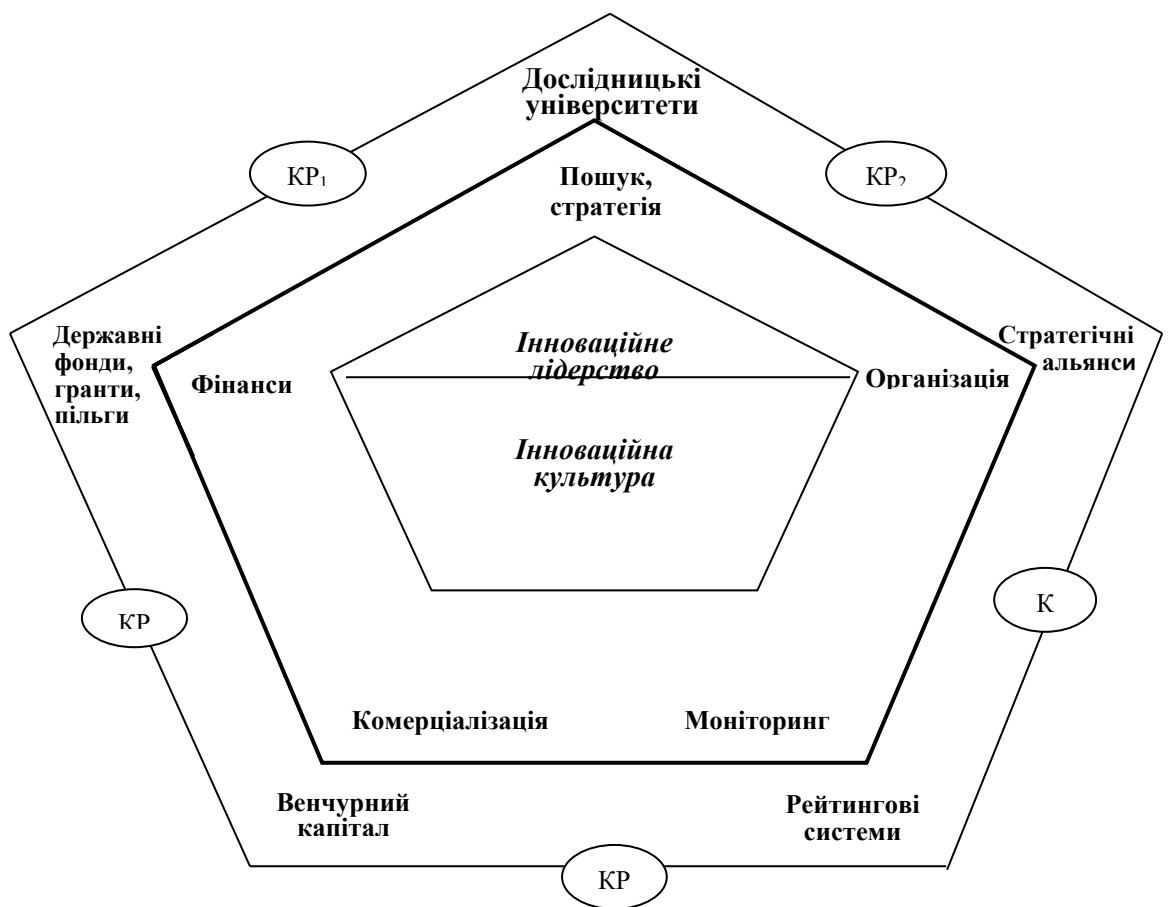 Дослідницькі
університети
КР₁
КР₂
Пошук,
стратегія
Державні
фонди,
гранти,
пільги
Фінанси
Інноваційне
лідерство
Організація
Стратегічні
альянси
Інноваційна
культура
КР
К
Комерціалізація
Моніторинг
Венчурний
капітал
Рейтингові
системи
КР